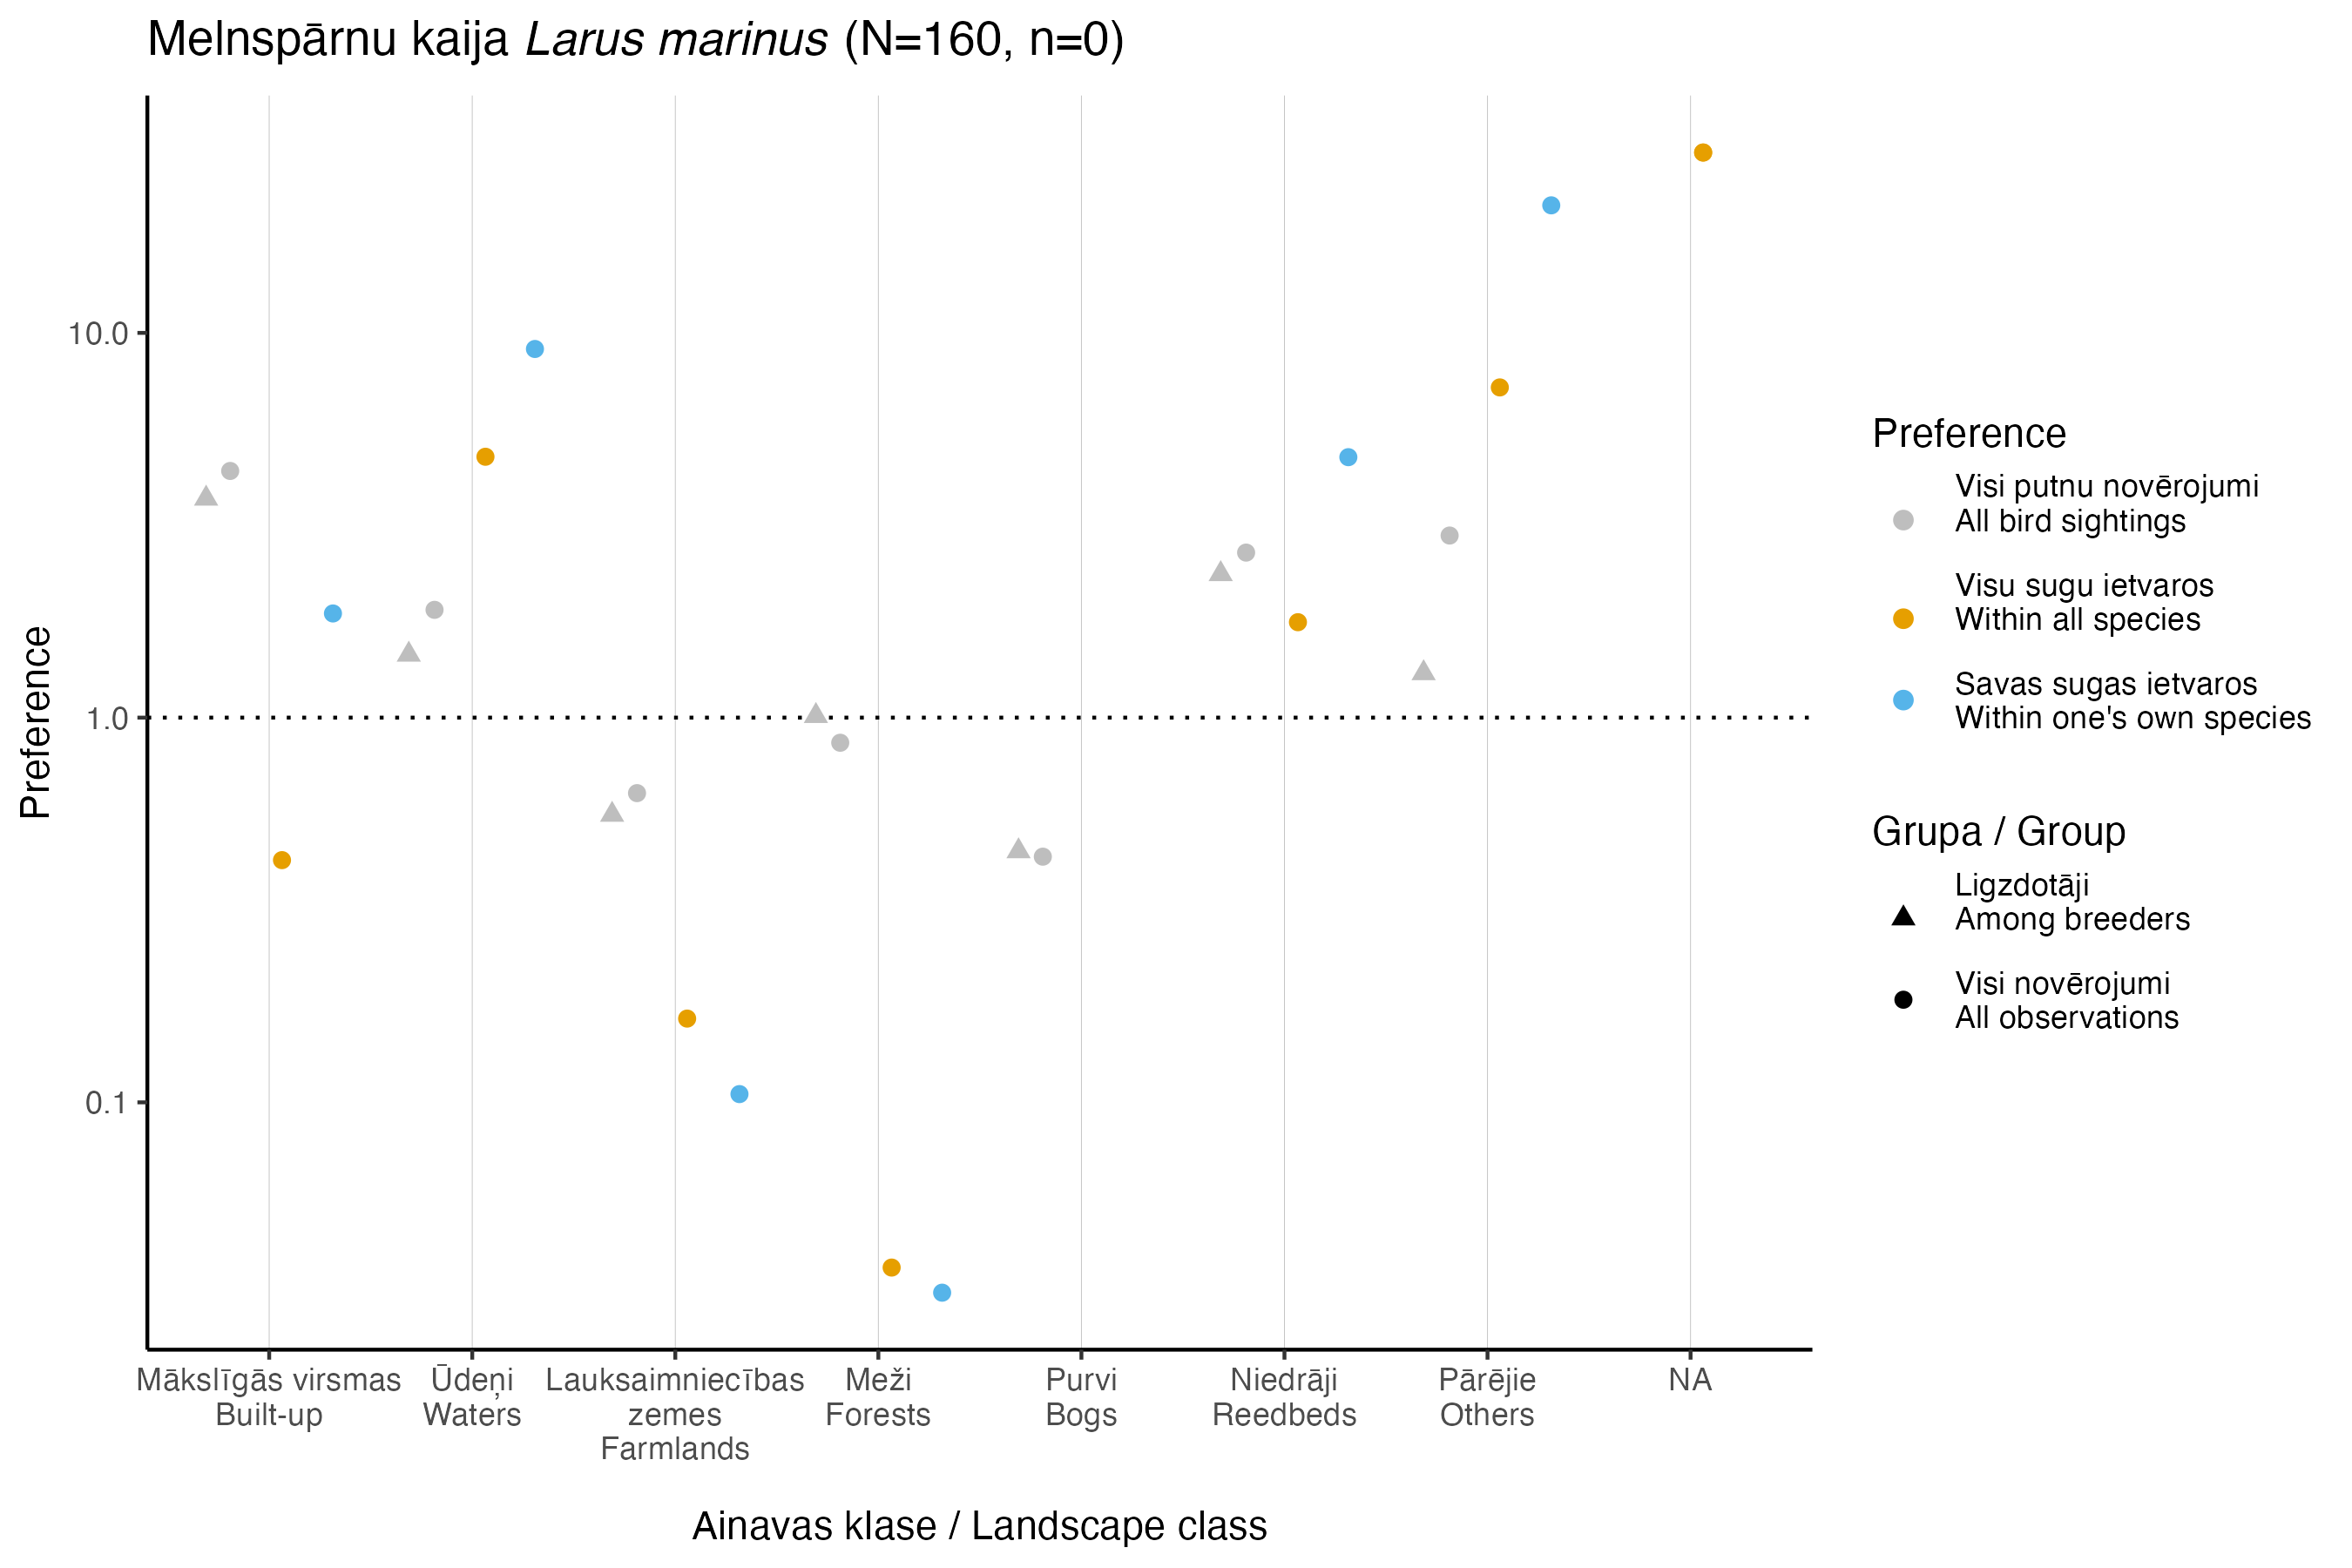 Melnspārnu kaija Larus marinus (N=160, n=0)
Preference
10.0
1.0
0.1
Mākslīgās virsmas
Built-up
Ūdeņi
Waters
Lauksaimniecības
zemes
Farmlands
Meži
Forests
Purvi
Bogs
Niedrāji
Reedbeds
Pārējie
Others
NA
Ainavas klase / Landscape class
Preference
Visi putnu novērojumi
All bird sightings
Visu sugu ietvaros
Within all species
Savas sugas ietvaros
Within one's own species
Grupa / Group
Ligzdotāji
Among breeders
Visi novērojumi
All observations